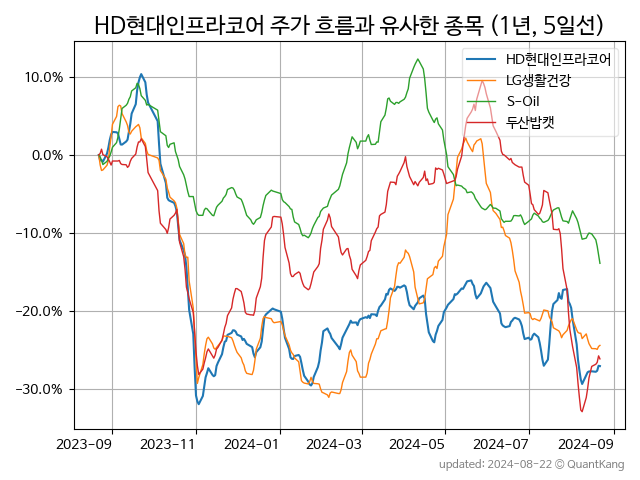 HD현대인프라코어 주가 흐름과 유사한 종목 (1년, 5일선)
HD현대인프라코어
LG생활건강
S-Oil
두산밥캣
10.0%
0.0%
−10.0%
−20.0%
−30.0%
2023-09
2023-11
2024-01
2024-03
2024-05
2024-07
2024-09
updated: 2024-08-22 © QuantKang